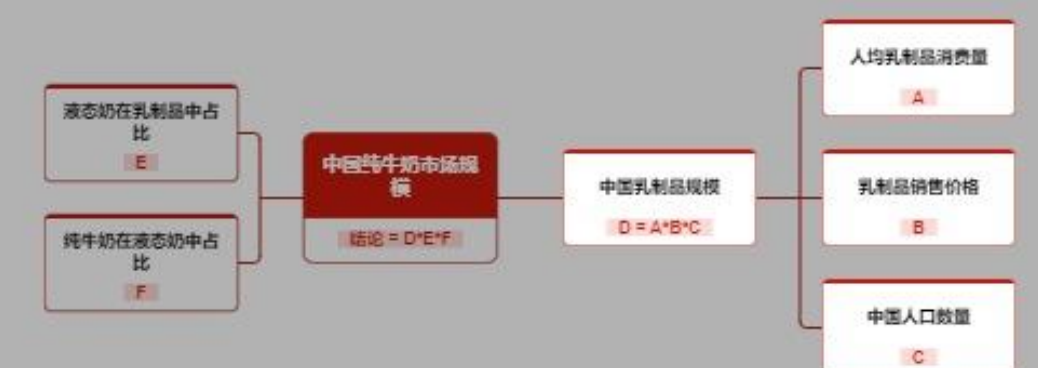 人均乳制品消费量
A
液态奶在乳制品中占
比
E
中国纯牛奶市场规
模
结论 = D*E*F
中国乳制品规模
D = A*B*C
乳制品销售价格
B
纯牛奶在液态奶中占
比
F
中国人口数量
C